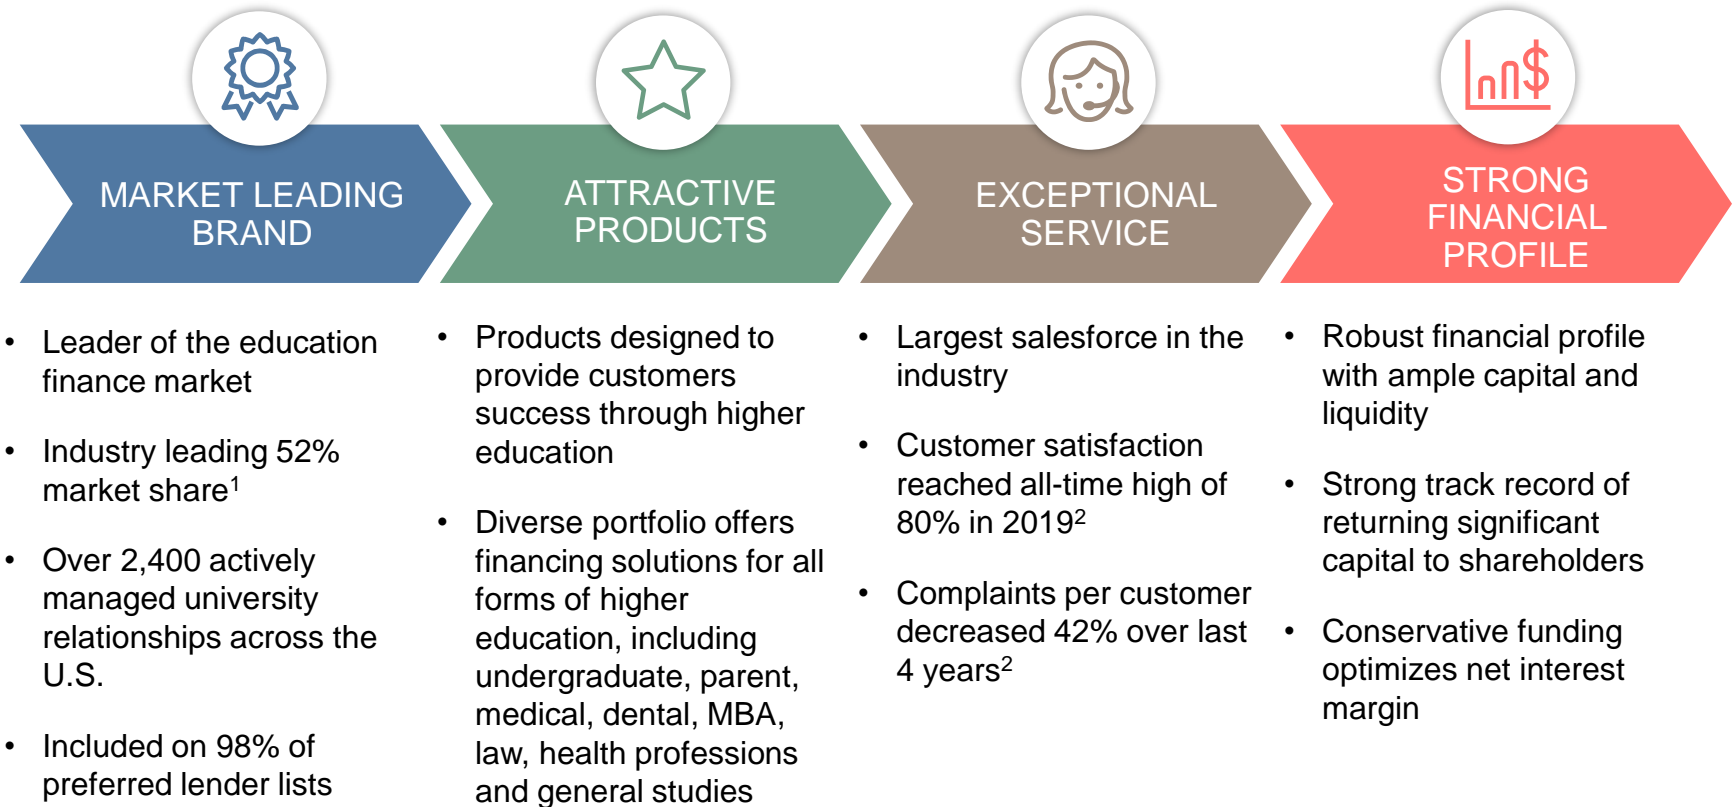 MARKET LEADING
BRAND
• Leader of the education
finance market
• Industry leading 52%
market share¹
• Over 2,400 actively
managed university
relationships across the
U.S.
• Included on 98% of
preferred lender lists
ATTRACTIVE
PRODUCTS
• Products designed to
provide customers
success through higher
education
• Diverse portfolio offers
financing solutions for all
forms of higher
education, including
undergraduate, parent,
medical, dental, MBA,
law, health professions
and general studies
EXCEPTIONAL
SERVICE
• Largest salesforce in the
industry
• Customer satisfaction
reached all-time high of
80% in 2019²
• Complaints per customer
decreased 42% over last
4 years²
$
STRONG
FINANCIAL
PROFILE
• Robust financial profile
with ample capital and
liquidity
• Strong track record of
returning significant
capital to shareholders
• Conservative funding
optimizes net interest
margin